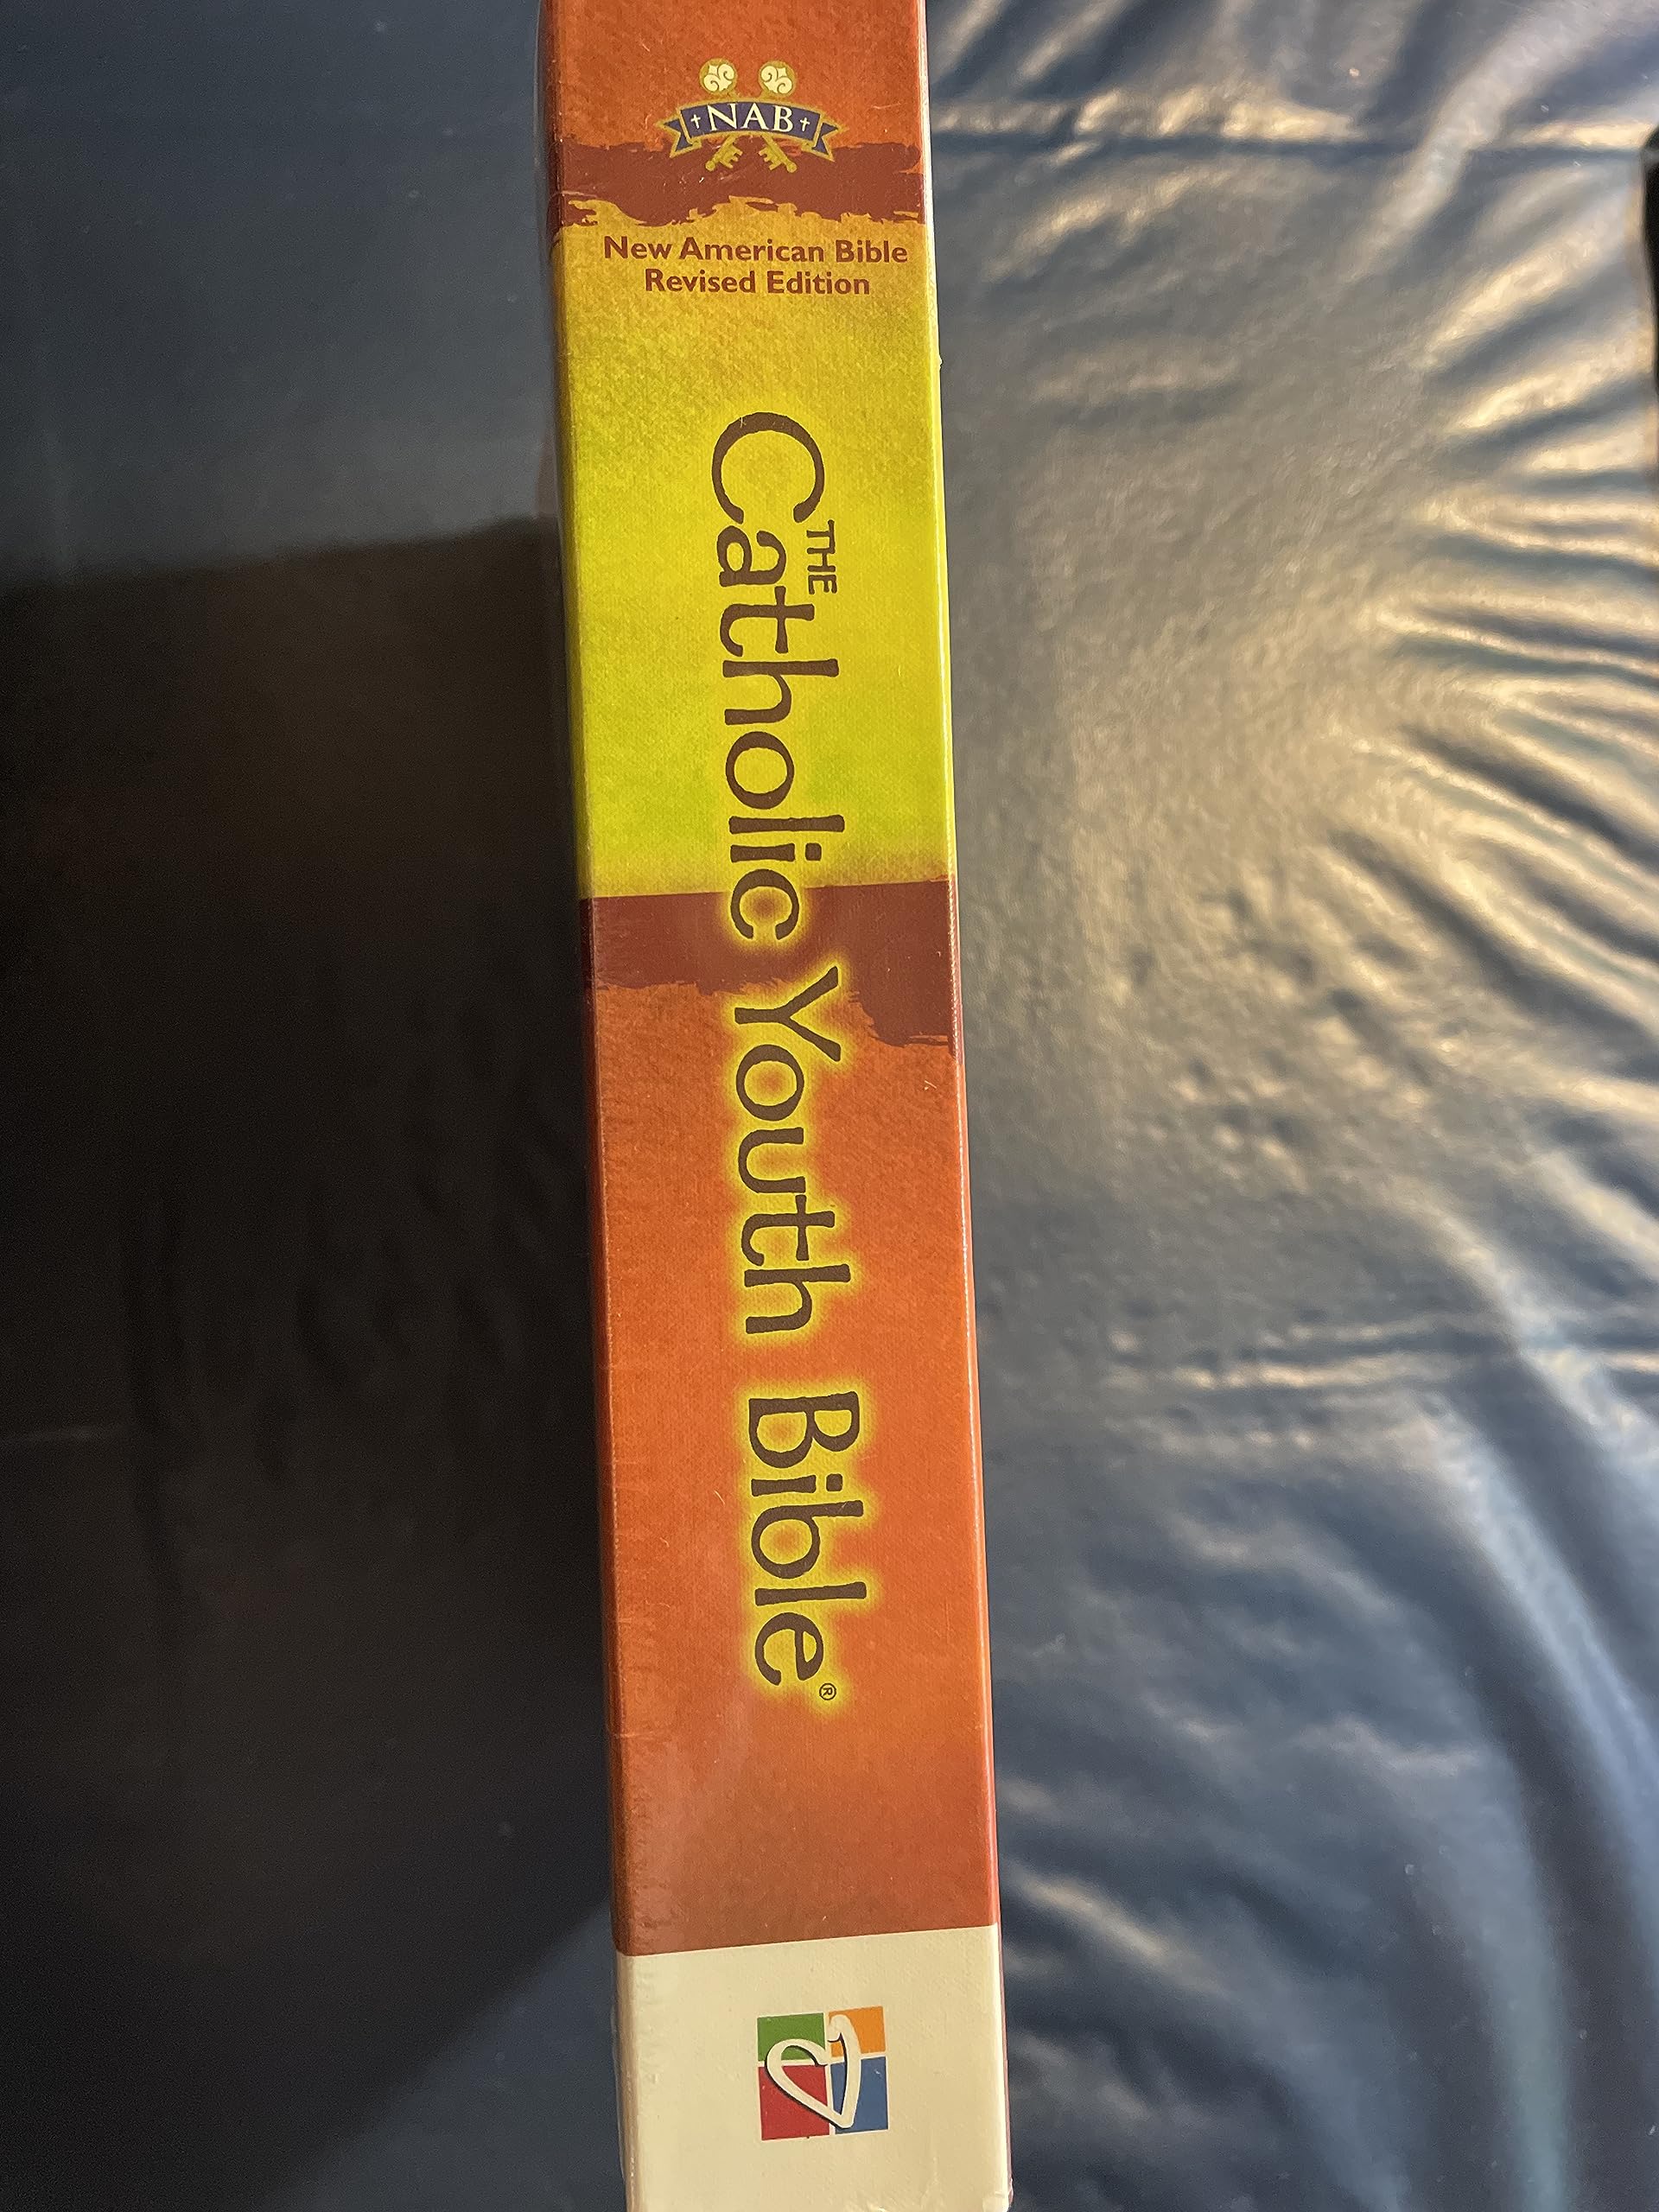 NAB
New American Bible
Revised Edition
THE
Catholic Youth Bible®